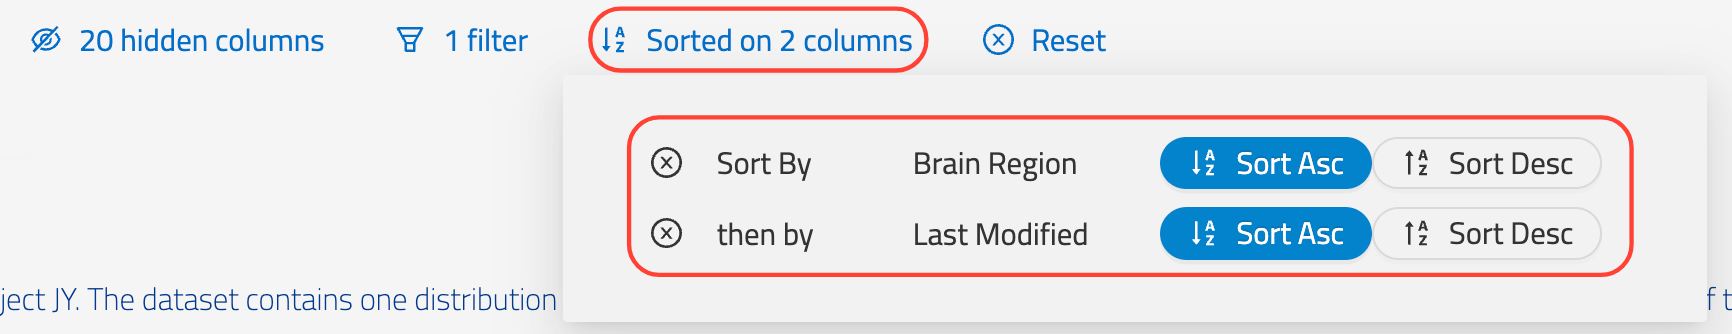 20 hidden columns 1 filter Sorted on 2 columns Reset
Sort By Brain Region Sort Asc Sort Desc
then by Last Modified Sort Asc Sort Desc
ject JY. The dataset contains one distribution f t